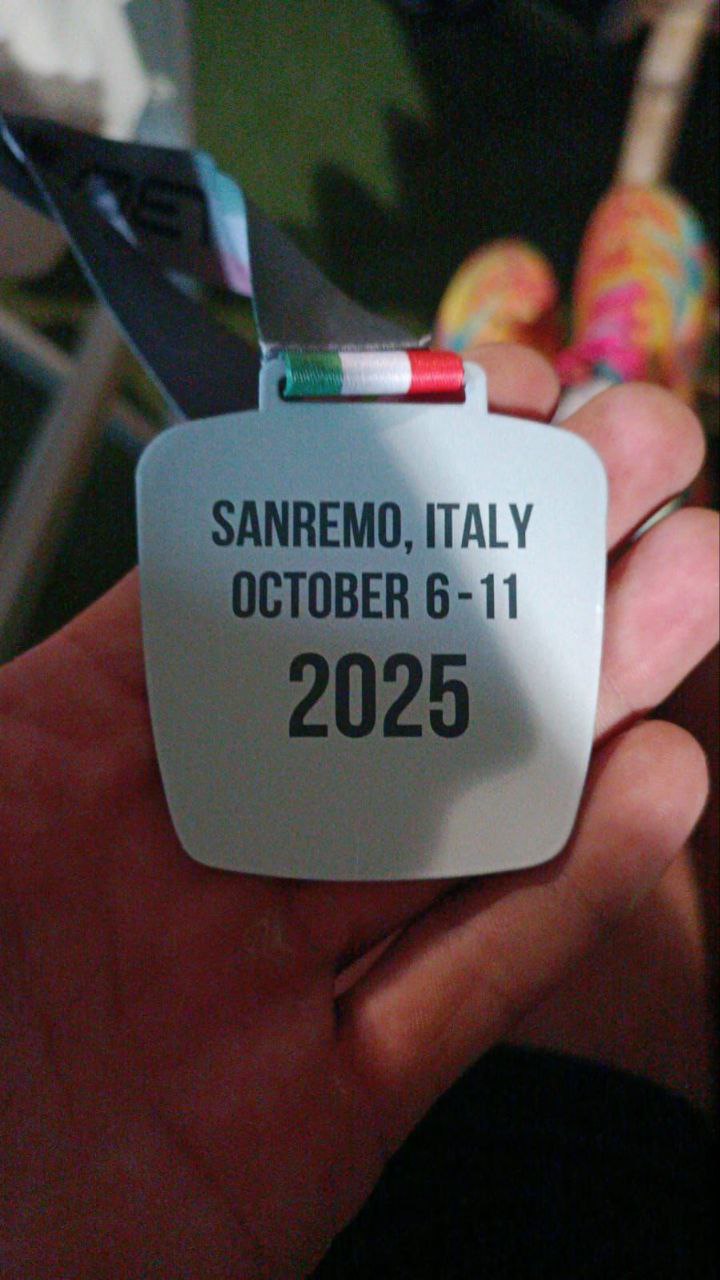 SANREMO, ITALY
OCTOBER 6-11
2025